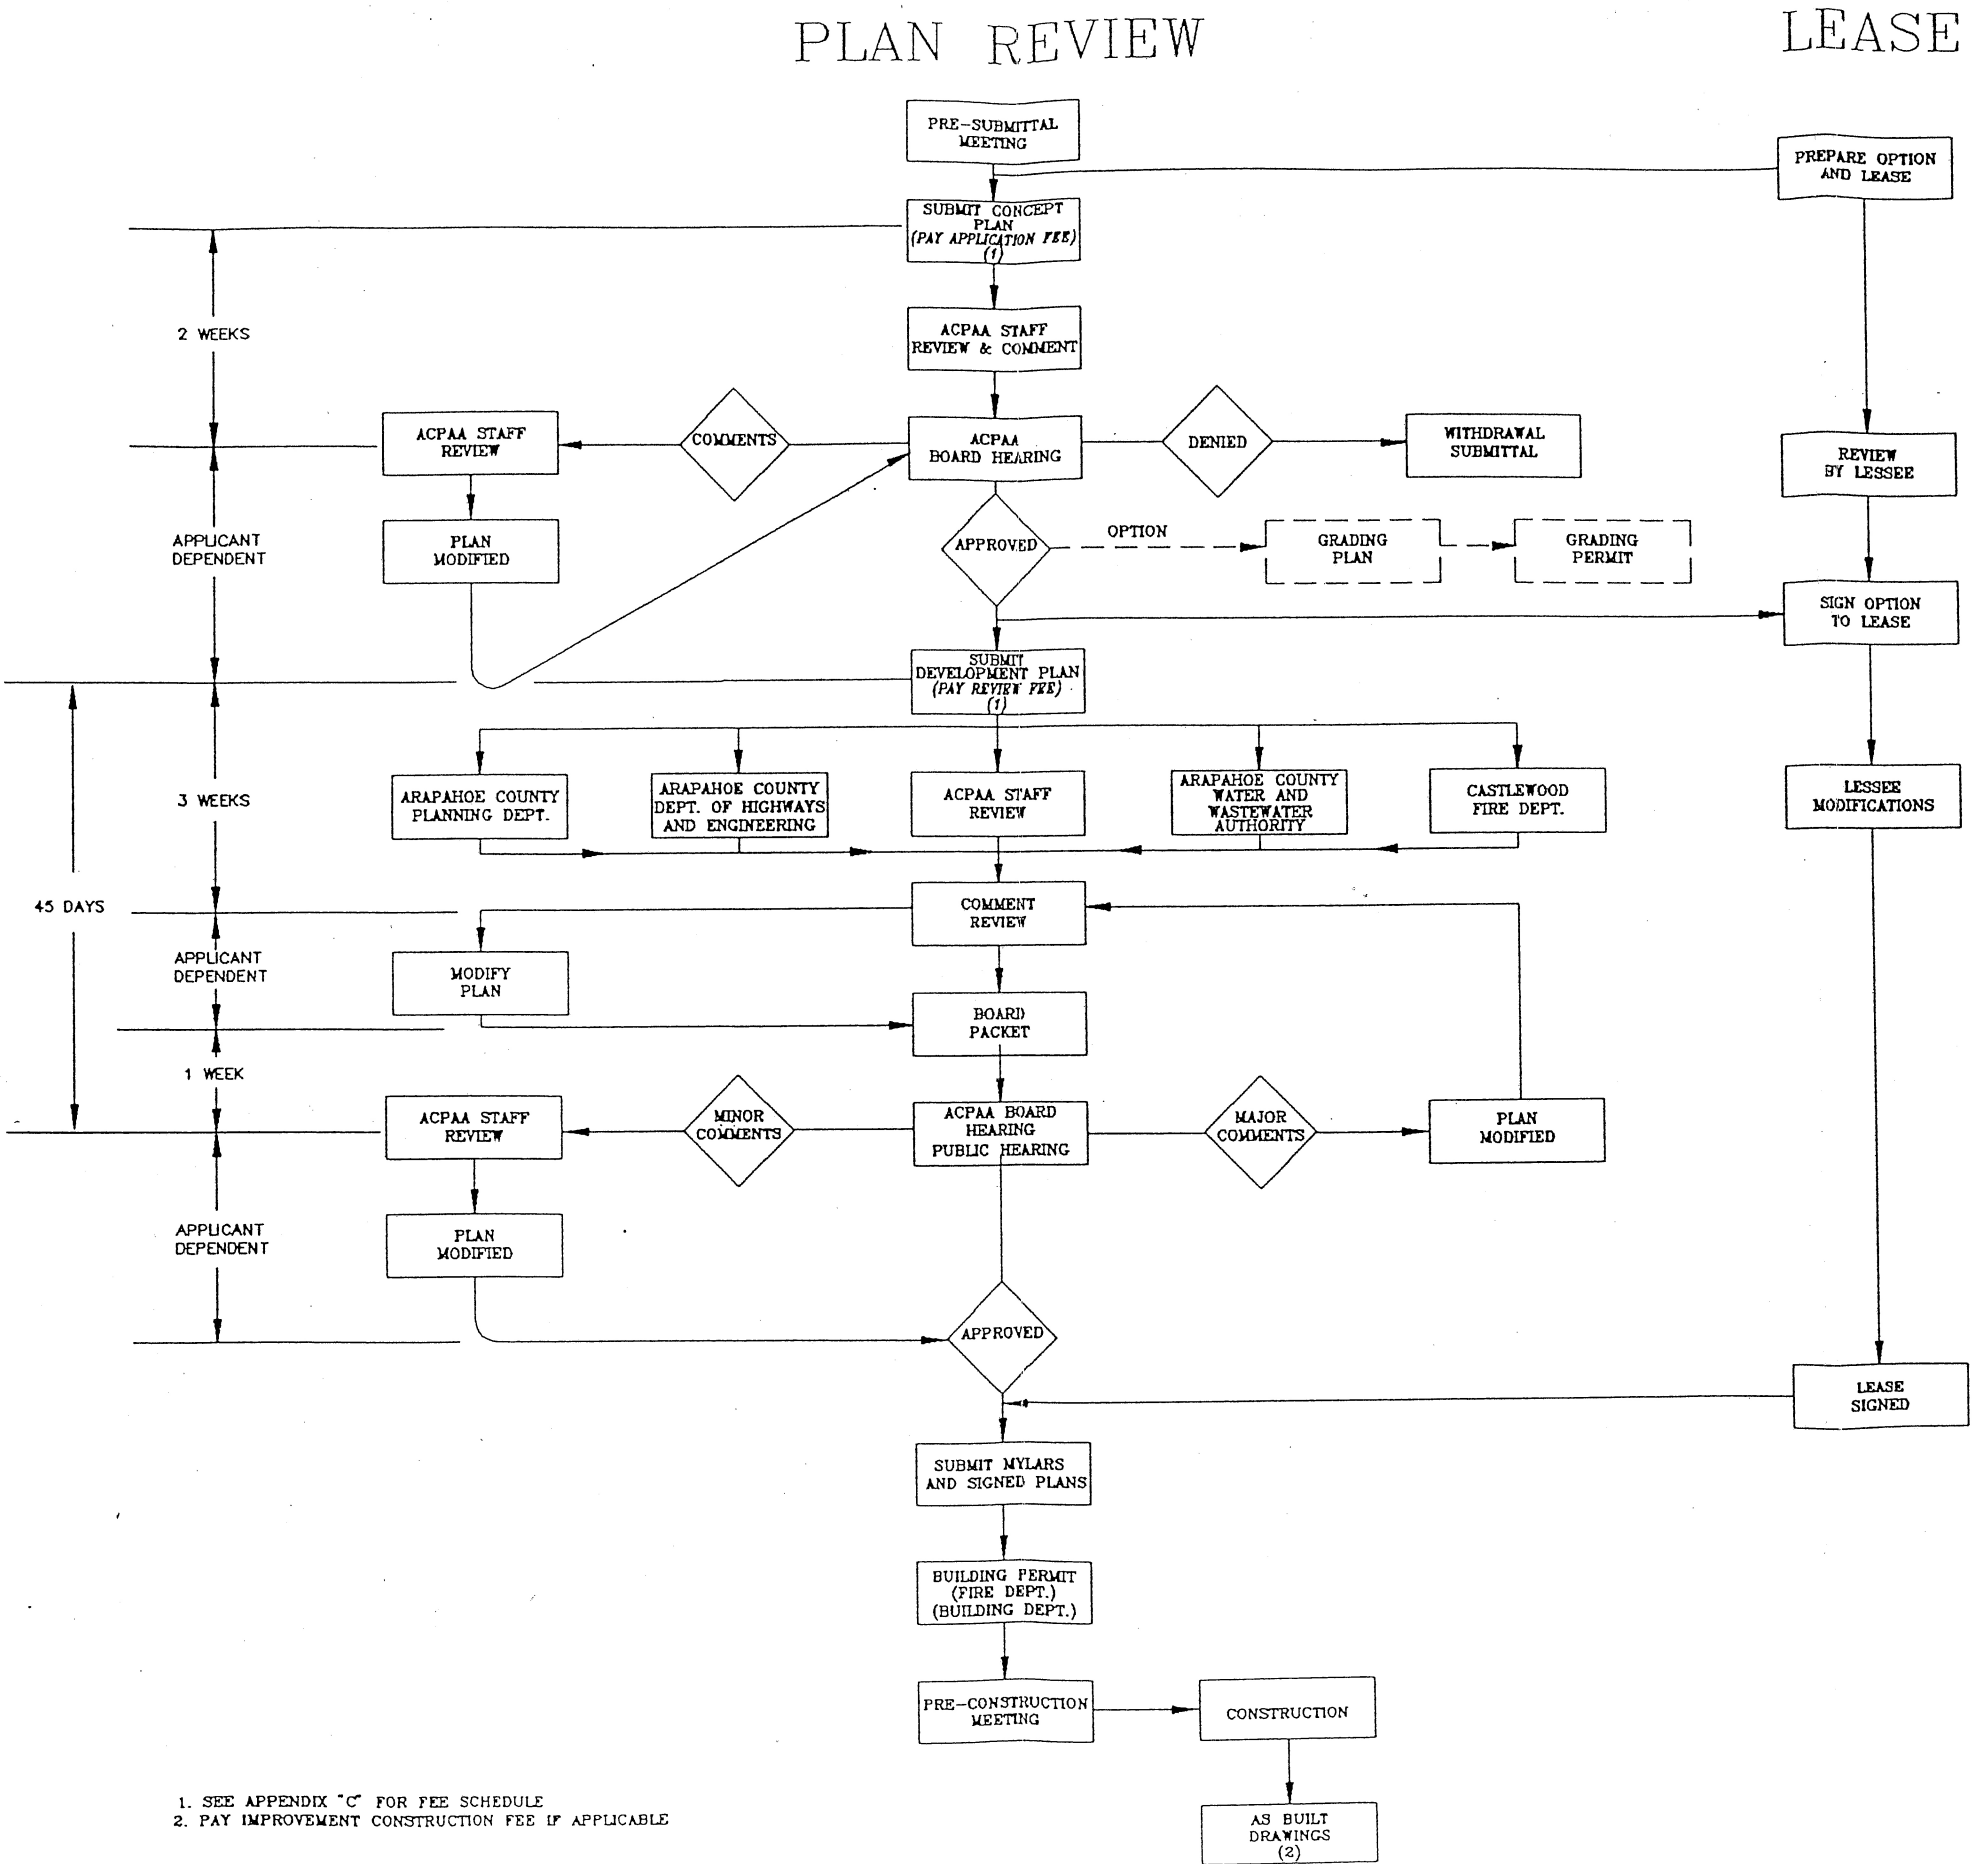 PLAN REVIEW
LEASE
PRE-SUBMITTAL
MEETING
PREPARE OPTION
AND LEASE
SUBMIT CONCEPT
PLAN
(PAY APPLICATION FEE)
(1)
2 WEEKS
ACPAA STAFF
REVIEW & COMMENT
ACPAA STAFF
REVIEW
COMMENTS
ACPAA
BOARD HEARING
DENIED
WITHDRAWAL
SUBMITTAL
REVIEW
BY LESSEE
APPLICANT
DEPENDENT
PLAN
MODIFIED
APPROVED
OPTION
GRADING
PLAN
GRADING
PERMIT
SIGN OPTION
TO LEASE
SUBMIT
DEVELOPMENT PLAN
(PAY REVIEW FEE)
(1)
3 WEEKS
ARAPAHOE COUNTY
PLANNING DEPT.
ARAPAHOE COUNTY
DEPT. OF HIGHWAYS
AND ENGINEERING
ACPAA STAFF
REVIEW
ARAPAHOE COUNTY
WATER AND
WASTEWATER
AUTHORITY
CASTLEWOOD
FIRE DEPT.
LESSEE
MODIFICATIONS
45 DAYS
COMMENT
REVIEW
APPLICANT
DEPENDENT
MODIFY
PLAN
BOARD
PACKET
1 WEEK
ACPAA STAFF
REVIEW
MINOR
COMMENTS
ACPAA BOARD
HEARING
PUBLIC HEARING
MAJOR
COMMENTS
PLAN
MODIFIED
APPLICANT
DEPENDENT
PLAN
MODIFIED
APPROVED
LEASE
SIGNED
SUBMIT MYLARS
AND SIGNED PLANS
BUILDING PERMIT
(FIRE DEPT.)
(BUILDING DEPT.)
PRE-CONSTRUCTION
MEETING
CONSTRUCTION
AS BUILT
DRAWINGS
(2)
1. SEE APPENDIX "C" FOR FEE SCHEDULE
2. PAY IMPROVEMENT CONSTRUCTION FEE IF APPLICABLE